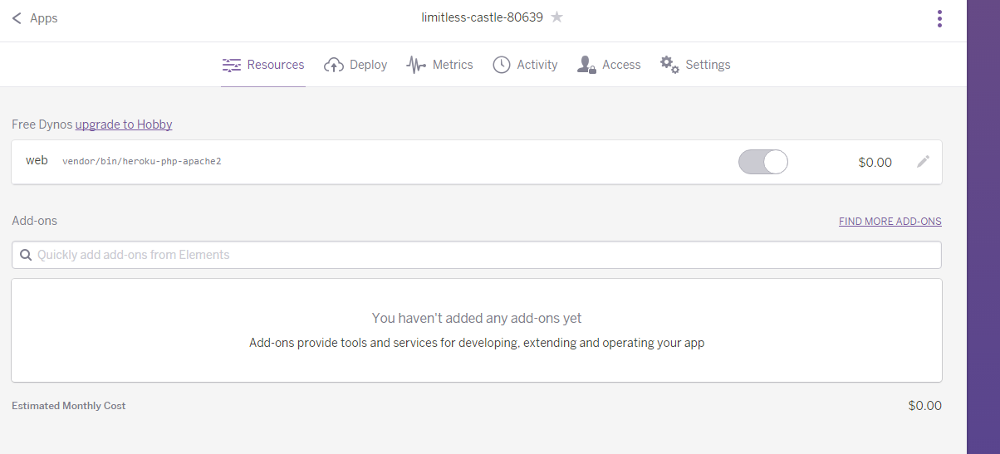 Apps
limitless-castle-80639
Resources Deploy Metrics Activity Access Settings
Free Dynos upgrade to Hobby
web vendor/bin/heroku-php-apache2 $0.00
Add-ons FIND MORE ADD-ONS
Quickly add add-ons from Elements
You haven't added any add-ons yet
Add-ons provide tools and services for developing, extending and operating your app
Estimated Monthly Cost $0.00